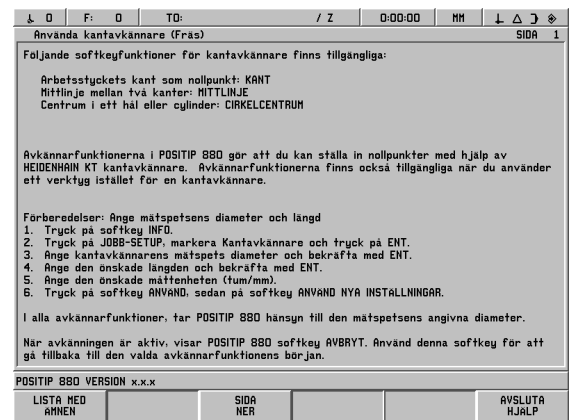 0 F: 0 TO: / Z 0:00:00 MM
Använda kantavkännare (Fräs) SIDA 1
Följande softkeyfunktioner för kantavkännare finns tillgängliga:
Arbetsstyckets kant som nollpunkt: KANT
Mittlinje mellan två kanter: MITTLINJE
Centrum i ett hål eller cylinder: CIRKELCENTRUM
Avkännarfunktionerna i POSITIP 880 gör att du kan ställa in nollpunkter med hjälp av
HEIDENHAIN KT kantavkännare. Avkännarfunktionerna finns också tillgängliga när du använder
ett verktyg istället för en kantavkännare.
Förberedelser: Ange mätspetsens diameter och längd
1. Tryck på softkey INFO.
2. Tryck på JOBB-SETUP, markera Kantavkännare och tryck på ENT.
3. Ange kantavkännarens mätspets diameter och bekräfta med ENT.
4. Ange den önskade längden och bekräfta med ENT.
5. Ange den önskade måttenheten (tum/mm).
6. Tryck på softkey ANVÄND, sedan på softkey ANVÄND NYA INSTÄLLNINGAR.
I alla avkännarfunktioner, tar POSITIP 880 hänsyn till den mätspetsens angivna diameter.
När avkänningen är aktiv, visar POSITIP 880 softkey AVBRYT. Använd denna softkey för att
gå tillbaka till den valda avkännarfunktionens början.
POSITIP 880 VERSION x.x.x
LISTA MED
ÄMNEN
SIDA
NER
AVSLUTA
HJÄLP